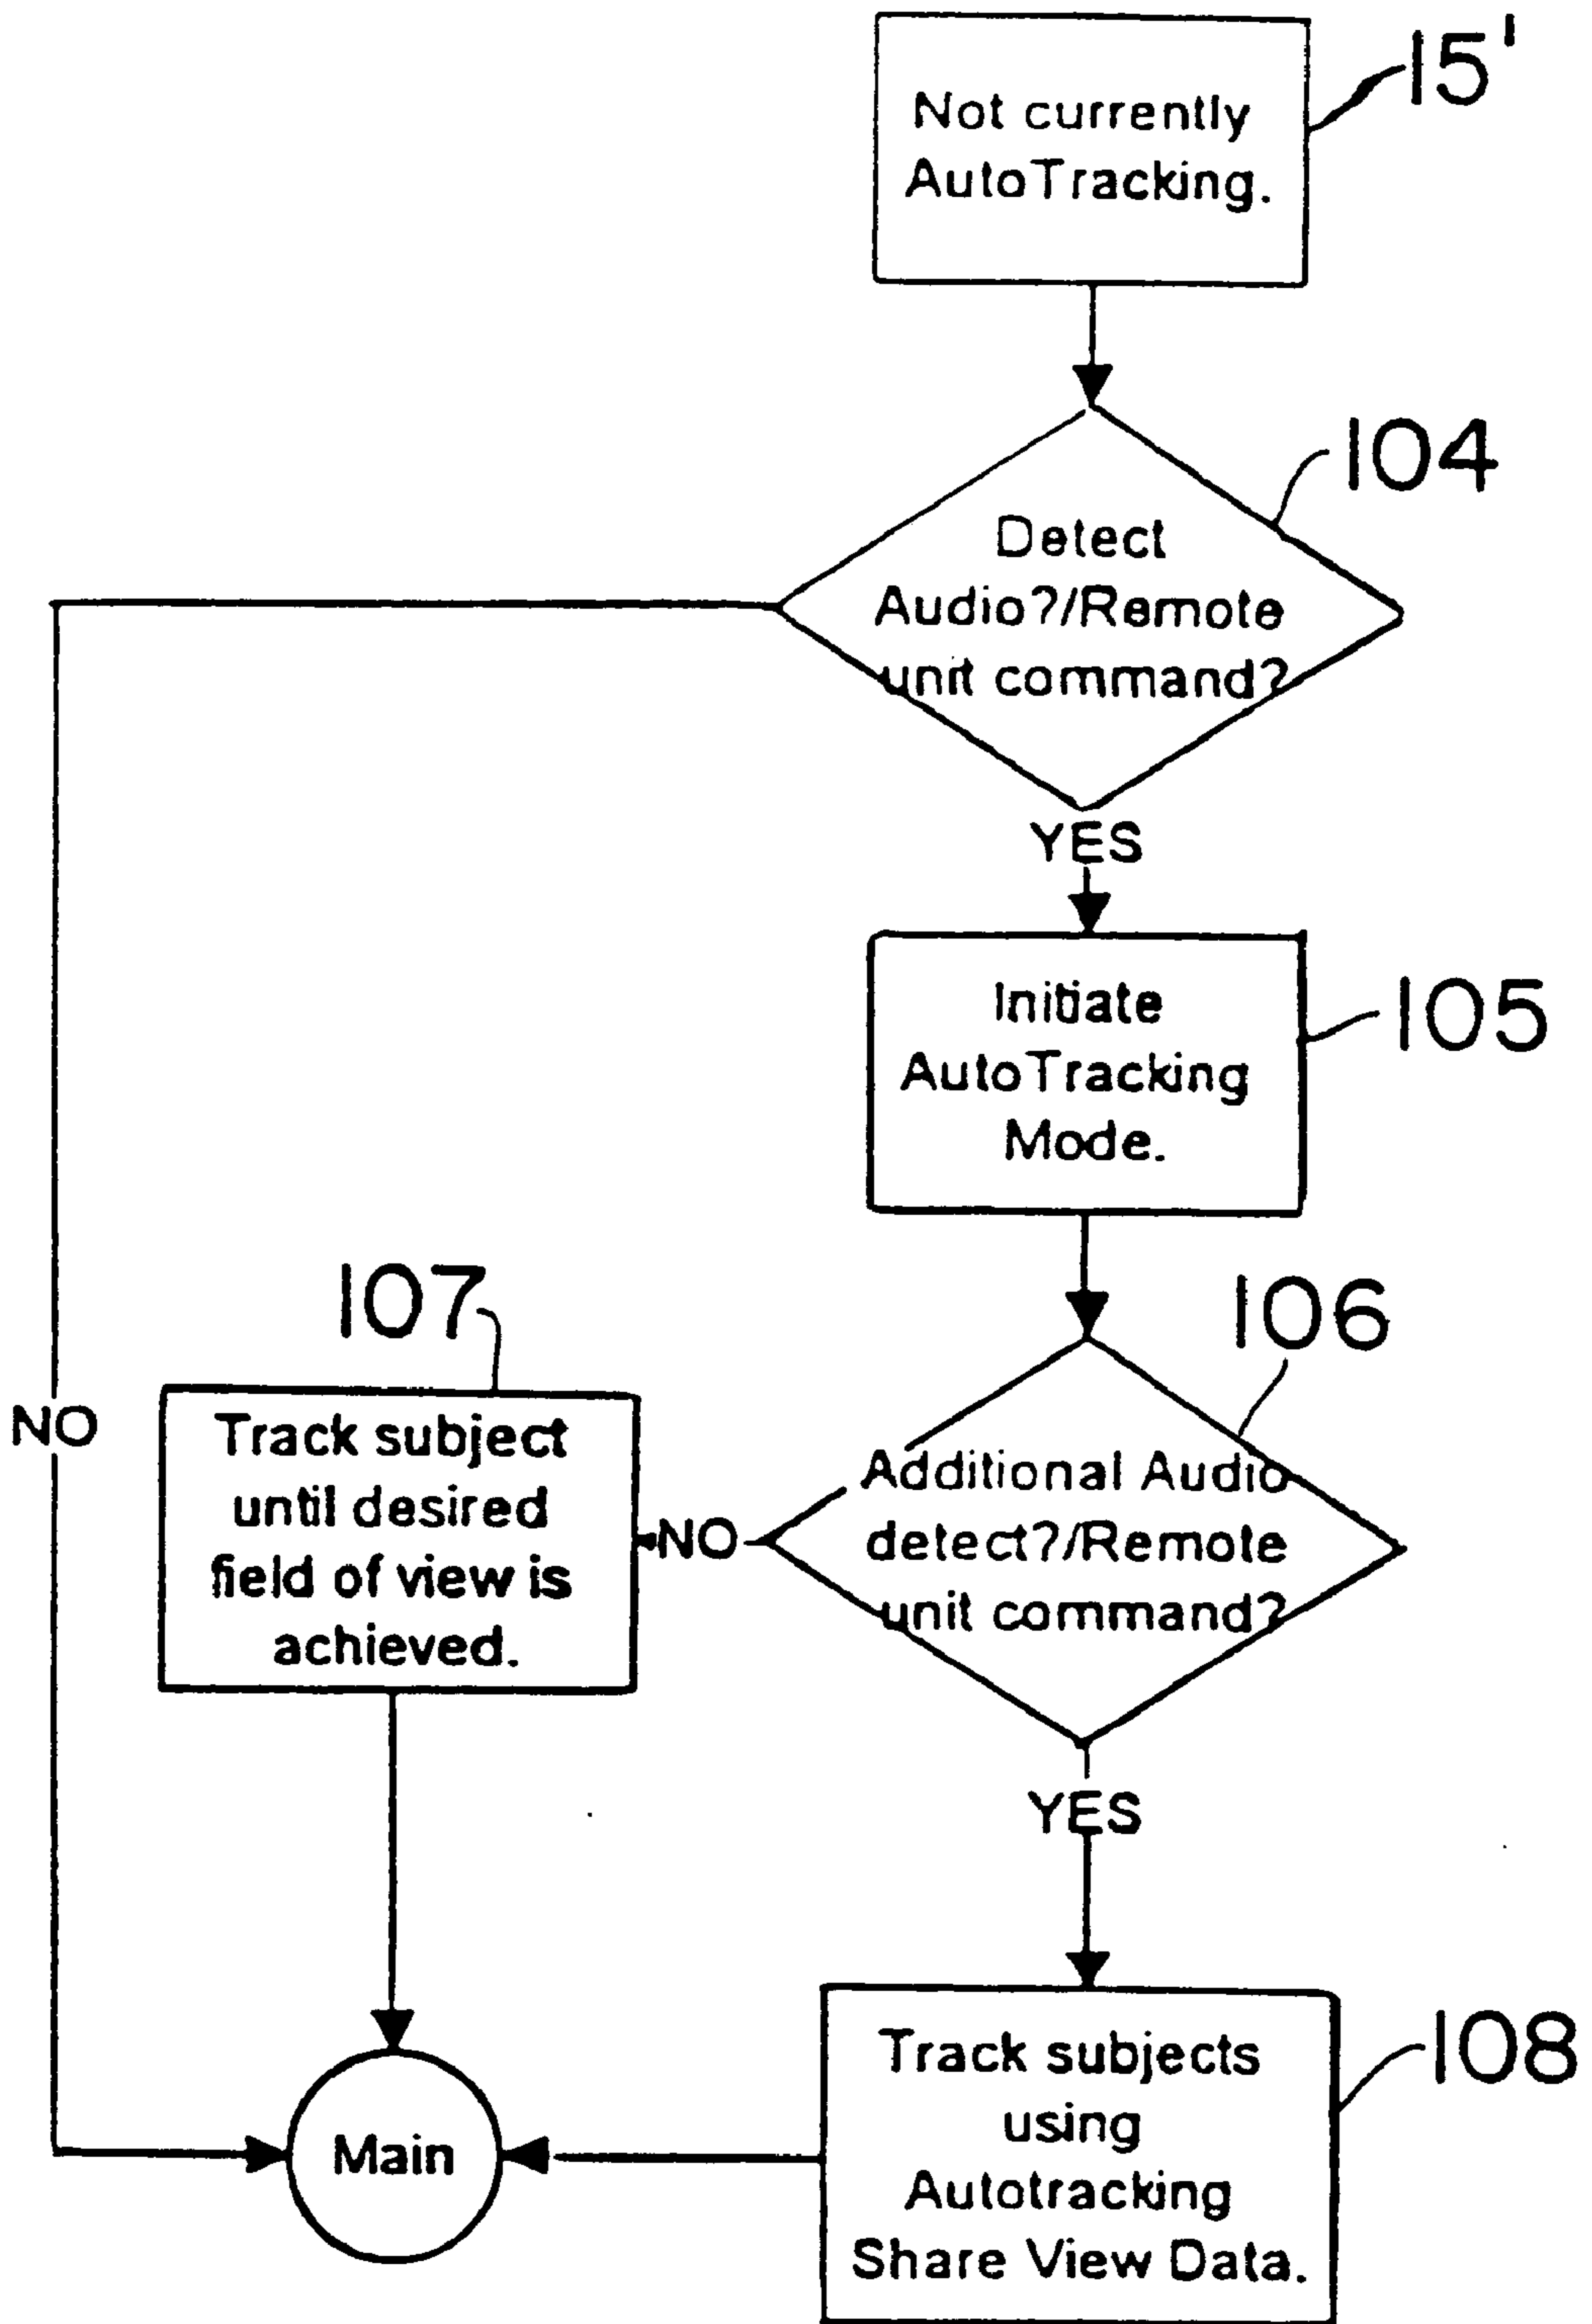 Not currently
AutoTracking.
15'
104
Detect
Audio?/Remote
unit command?
YES
Initiate
AutoTracking
Mode.
105
107
106
NO
Track subject
until desired
field of view is
achieved.
NO
Additional Audio
detect?/Remote
unit command?
YES
Main
Track subjects
using
Autotracking
Share View Data.
108